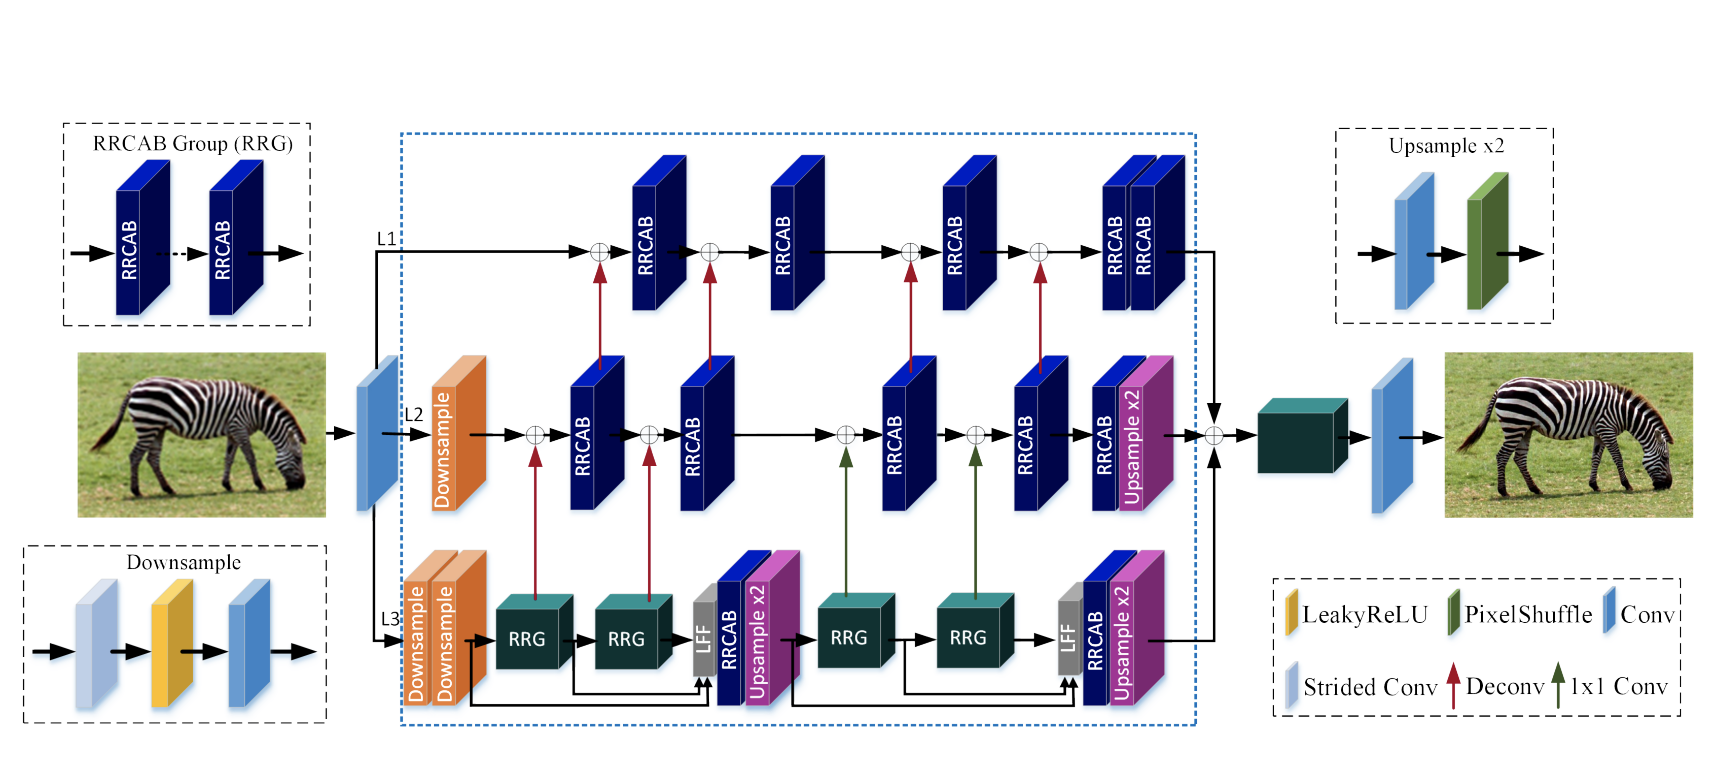 RRCAB Group (RRG)
RRCAB
RRCAB
Upsample x2
L1
RRCAB
RRCAB
RRCAB
RRCAB
RRCAB
L2
Downsample
RRCAB
RRCAB
RRCAB
RRCAB
RRCAB
Upsample x2
Downsample
L3
Downsample
Downsample
RRG
RRG
LFF
RRCAB
Upsample x2
RRG
RRG
LFF
RRCAB
Upsample x2
LeakyReLU
PixelShuffle
Conv
Strided Conv
Deconv
1x1 Conv